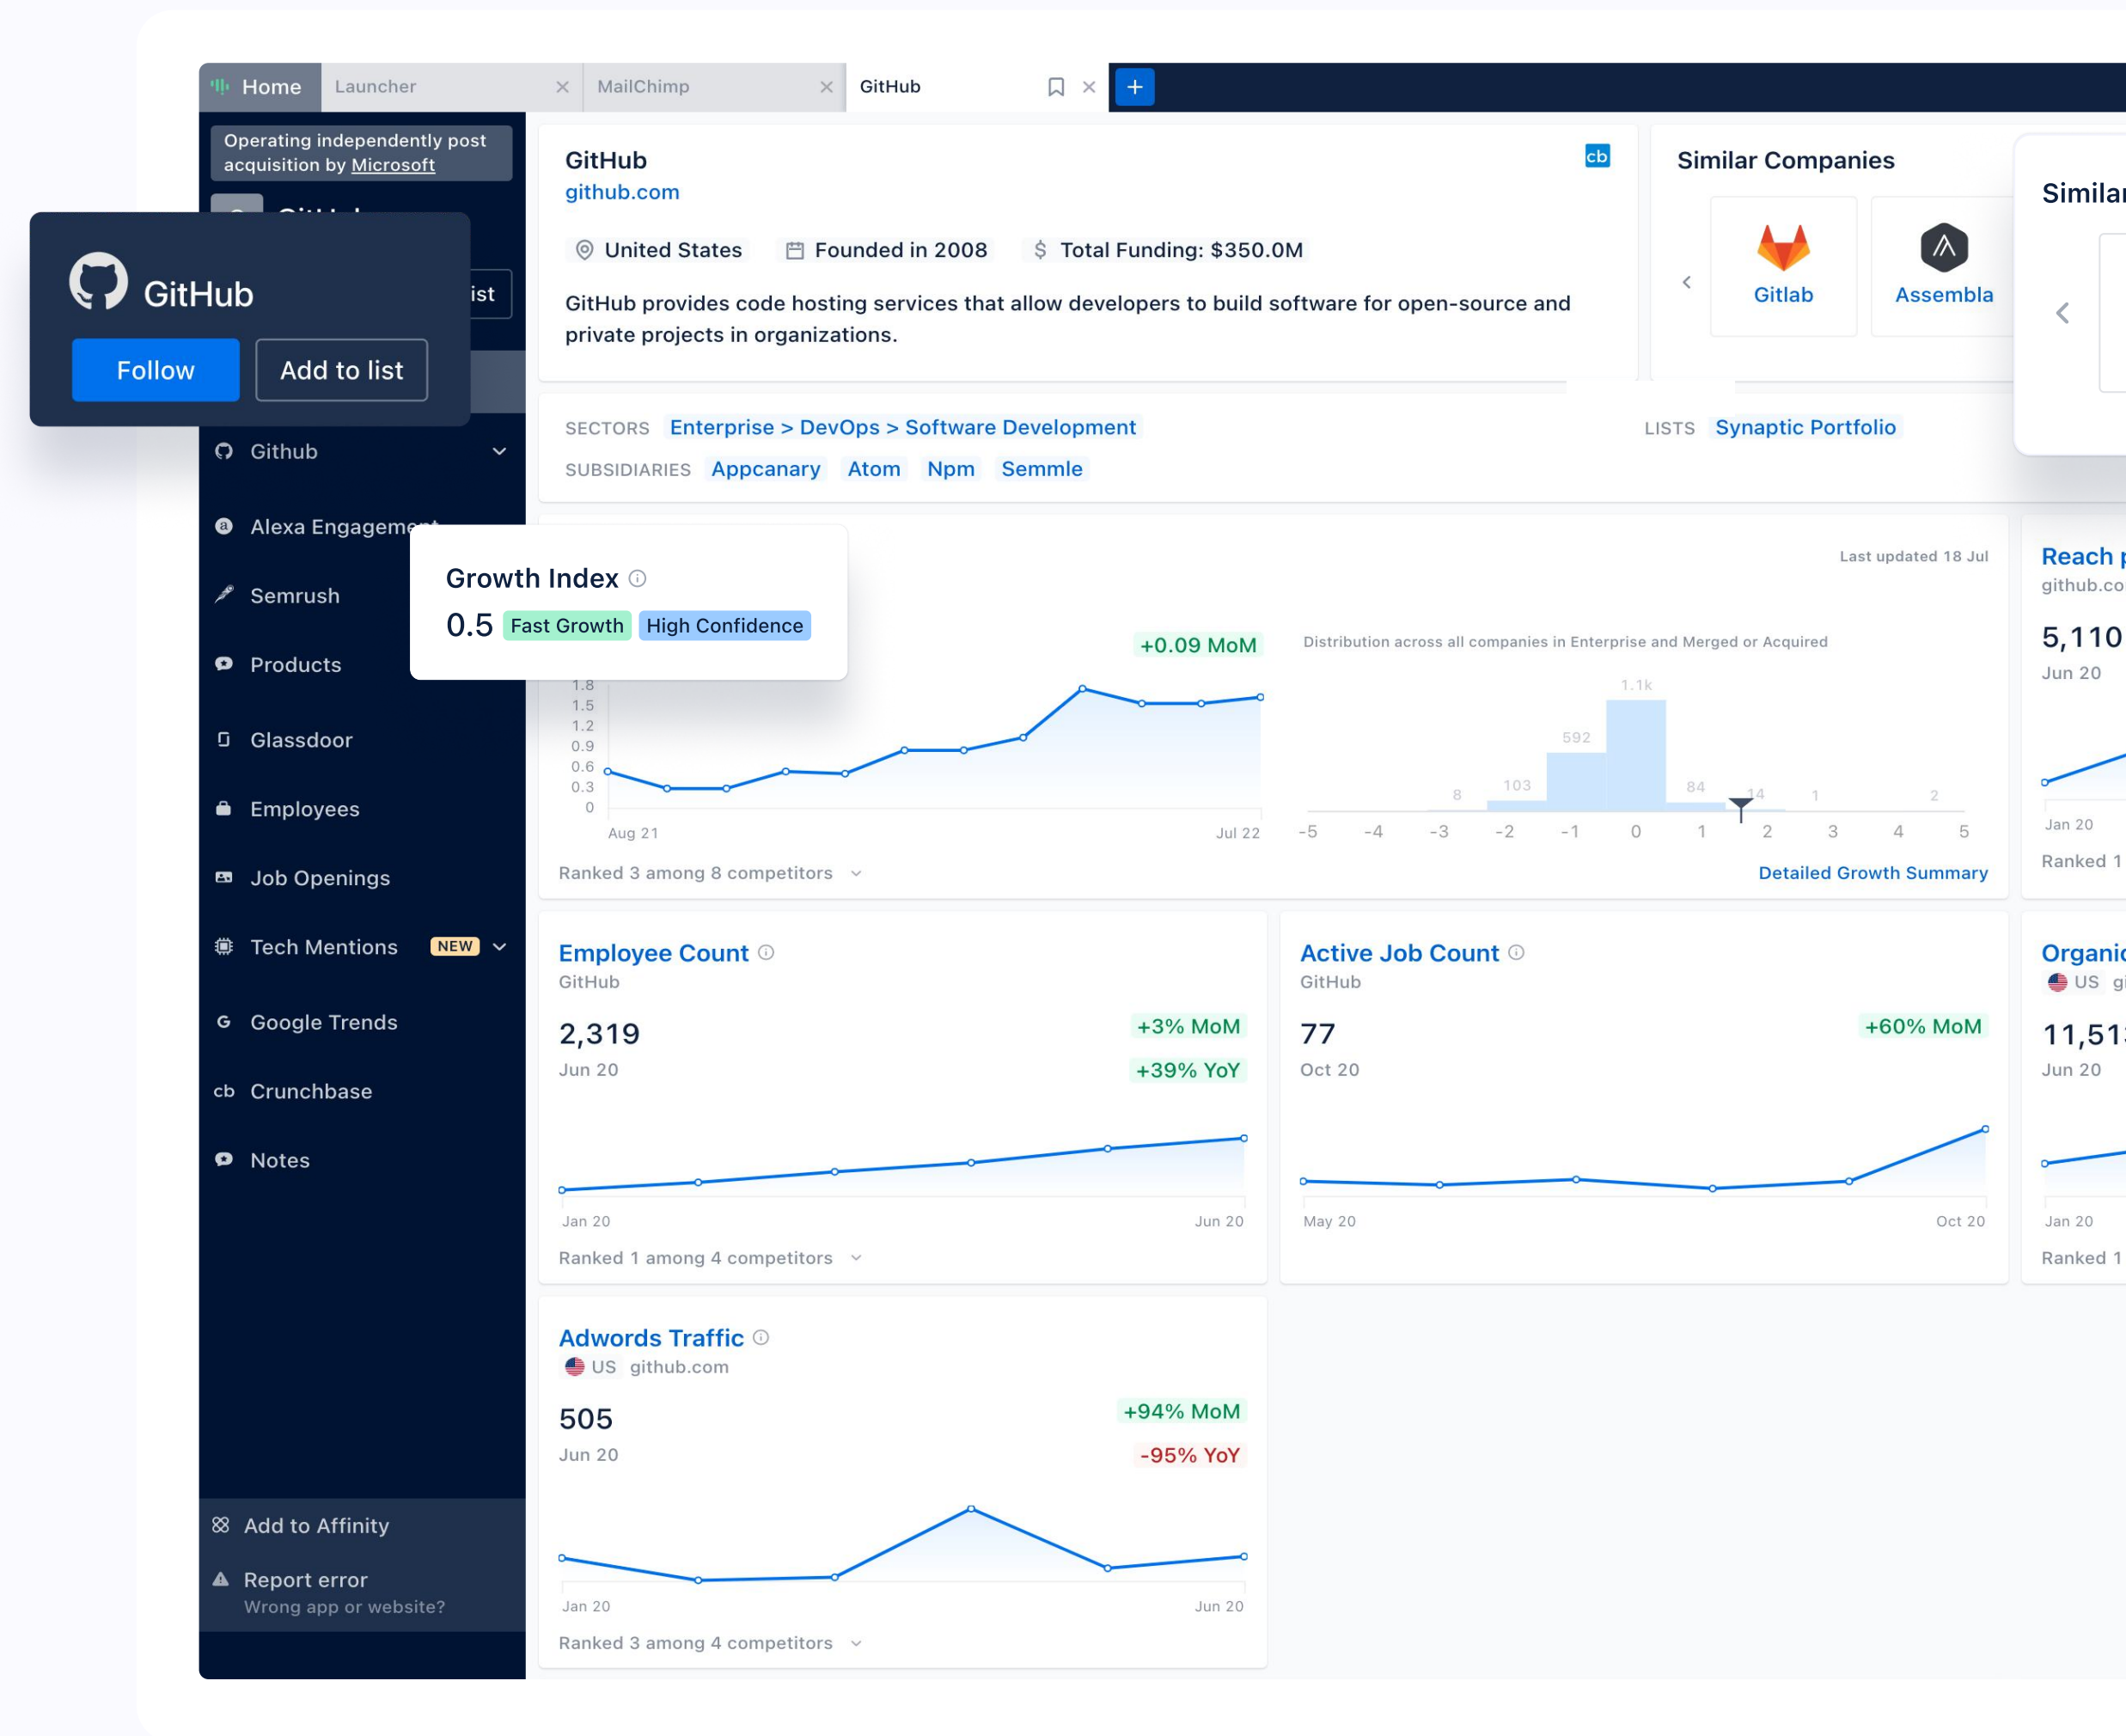 Home
Launcher
MailChimp
GitHub
Operating independently post
acquisition by Microsoft
GitHub
Follow
Add to list
Github
Alexa Engagement
Semrush
Products
Glassdoor
Employees
Job Openings
Tech Mentions NEW
Google Trends
cb Crunchbase
Notes
Add to Affinity
Report error
Wrong app or website?
GitHub
cb
github.com
United States
Founded in 2008
$ Total Funding: $350.0M
GitHub provides code hosting services that allow developers to build software for open-source and
private projects in organizations.
Similar Companies
Gitlab
Assembla
SECTORS Enterprise > DevOps > Software Development
LISTS Synaptic Portfolio
SUBSIDIARIES Appcanary Atom Npm Semmle
Growth Index
0.5 Fast Growth High Confidence
Last updated 18 Jul
+0.09 MoM
1.8
1.5
1.2
0.9
0.6
0.3
0
Aug 21
Jul 22
Distribution across all companies in Enterprise and Merged or Acquired
8
103
592
1.1k
84
14
1
2
-5 -4 -3 -2 -1 0 1 2 3 4 5
Ranked 3 among 8 competitors
Detailed Growth Summary
Reach
5,110
Jun 20
Jan 20
Ranked 1
Employee Count
GitHub
2,319
Jun 20
+3% MoM
+39% YoY
Jan 20
Jun 20
Ranked 1 among 4 competitors
Active Job Count
GitHub
77
Oct 20
+60% MoM
May 20
Oct 20
US
Jun 20
Jan 20
Ranked 1
Adwords Traffic
US github.com
505
Jun 20
+94% MoM
-95% YoY
Jan 20
Jun 20
Ranked 3 among 4 competitors